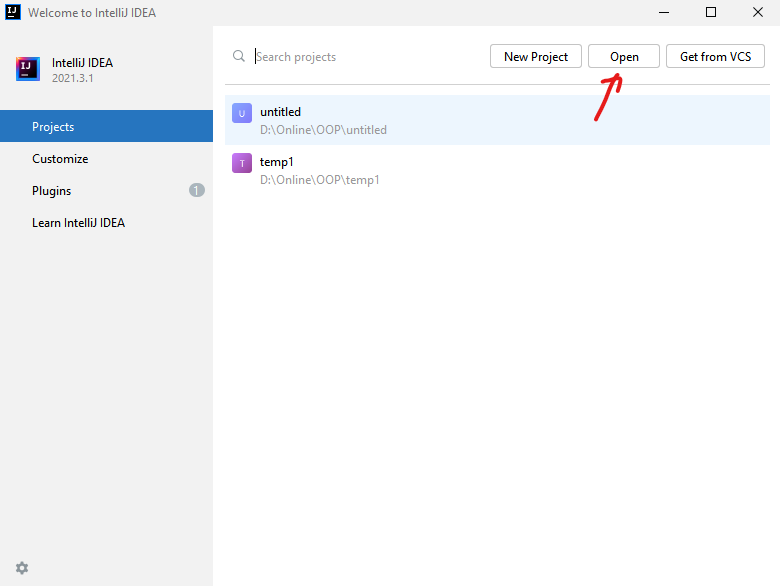 Welcome to IntelliJ IDEA
IntelliJ IDEA
2021.3.1
Projects
Customize
Plugins 1
Learn IntelliJ IDEA
Search projects
New Project
Open
Get from VCS
U untitled
D:\Online\OOP\untitled
T temp1
D:\Online\OOP\temp1